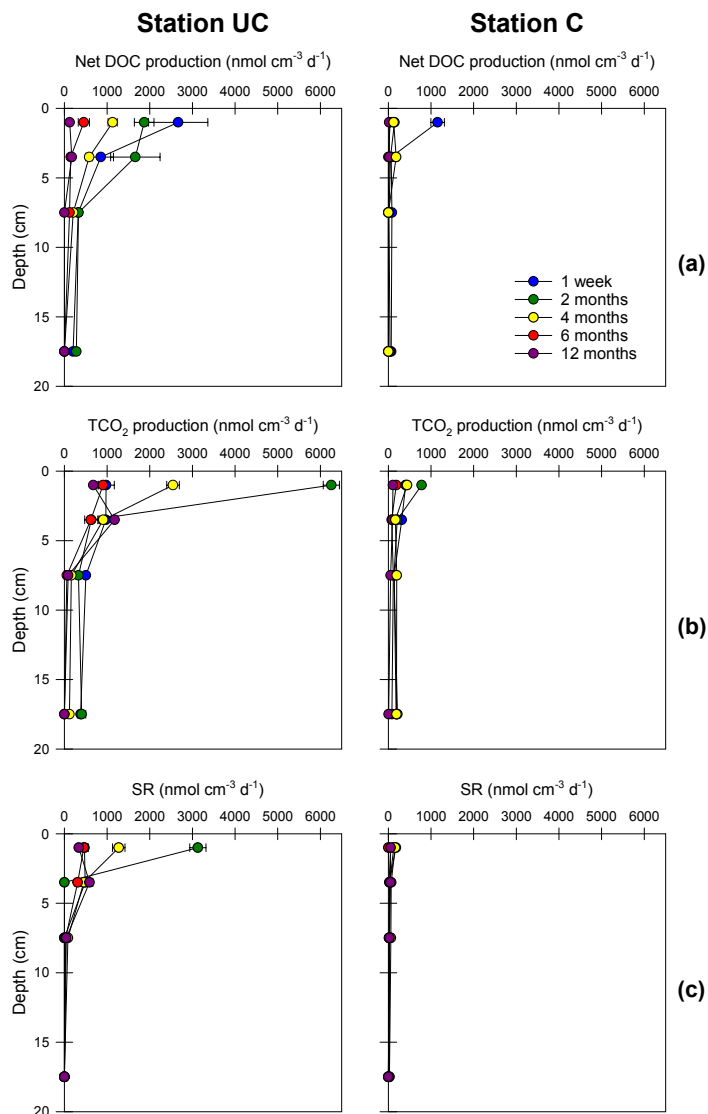 Station UC
Station C
Net DOC production (nmol cm⁻³ d⁻¹)
Net DOC production (nmol cm⁻³ d⁻¹)
0 1000 2000 3000 4000 5000 6000
0 1000 2000 3000 4000 5000 6000
0
5
10
15
20
Depth (cm)
1 week
2 months
4 months
6 months
12 months
(a)
TCO₂ production (nmol cm⁻³ d⁻¹)
TCO₂ production (nmol cm⁻³ d⁻¹)
0 1000 2000 3000 4000 5000 6000
0 1000 2000 3000 4000 5000 6000
0
5
10
15
20
Depth (cm)
(b)
SR (nmol cm⁻³ d⁻¹)
SR (nmol cm⁻³ d⁻¹)
0 1000 2000 3000 4000 5000 6000
0 1000 2000 3000 4000 5000 6000
0
5
10
15
20
Depth (cm)
(c)